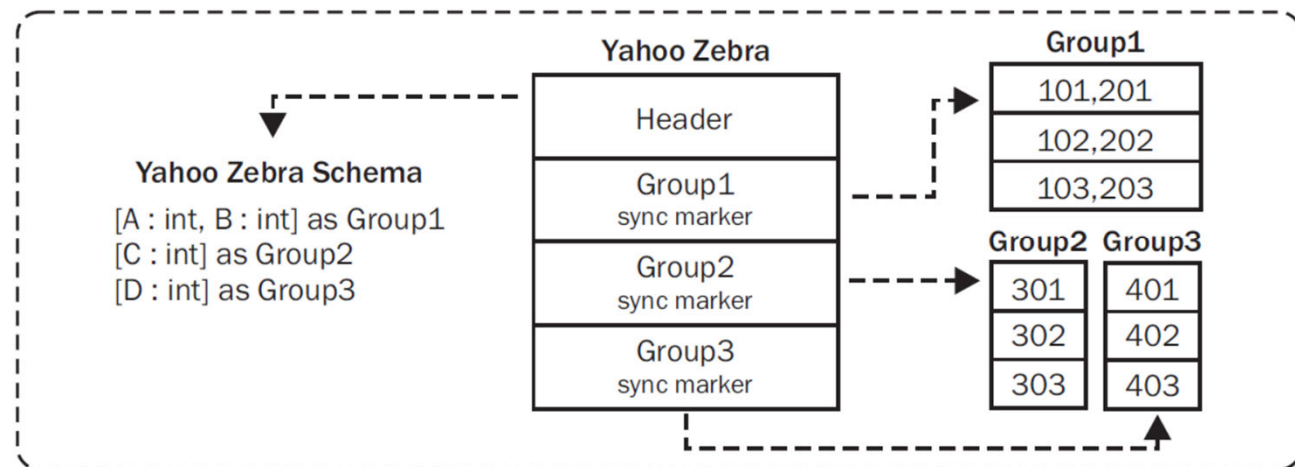 Yahoo Zebra
Header
Group1
sync marker
Group2
sync marker
Group3
sync marker
Yahoo Zebra Schema
[A : int, B : int] as Group1
[C : int] as Group2
[D : int] as Group3
Group1
101,201
102,202
103,203
Group2 Group3
301 401
302 402
303 403